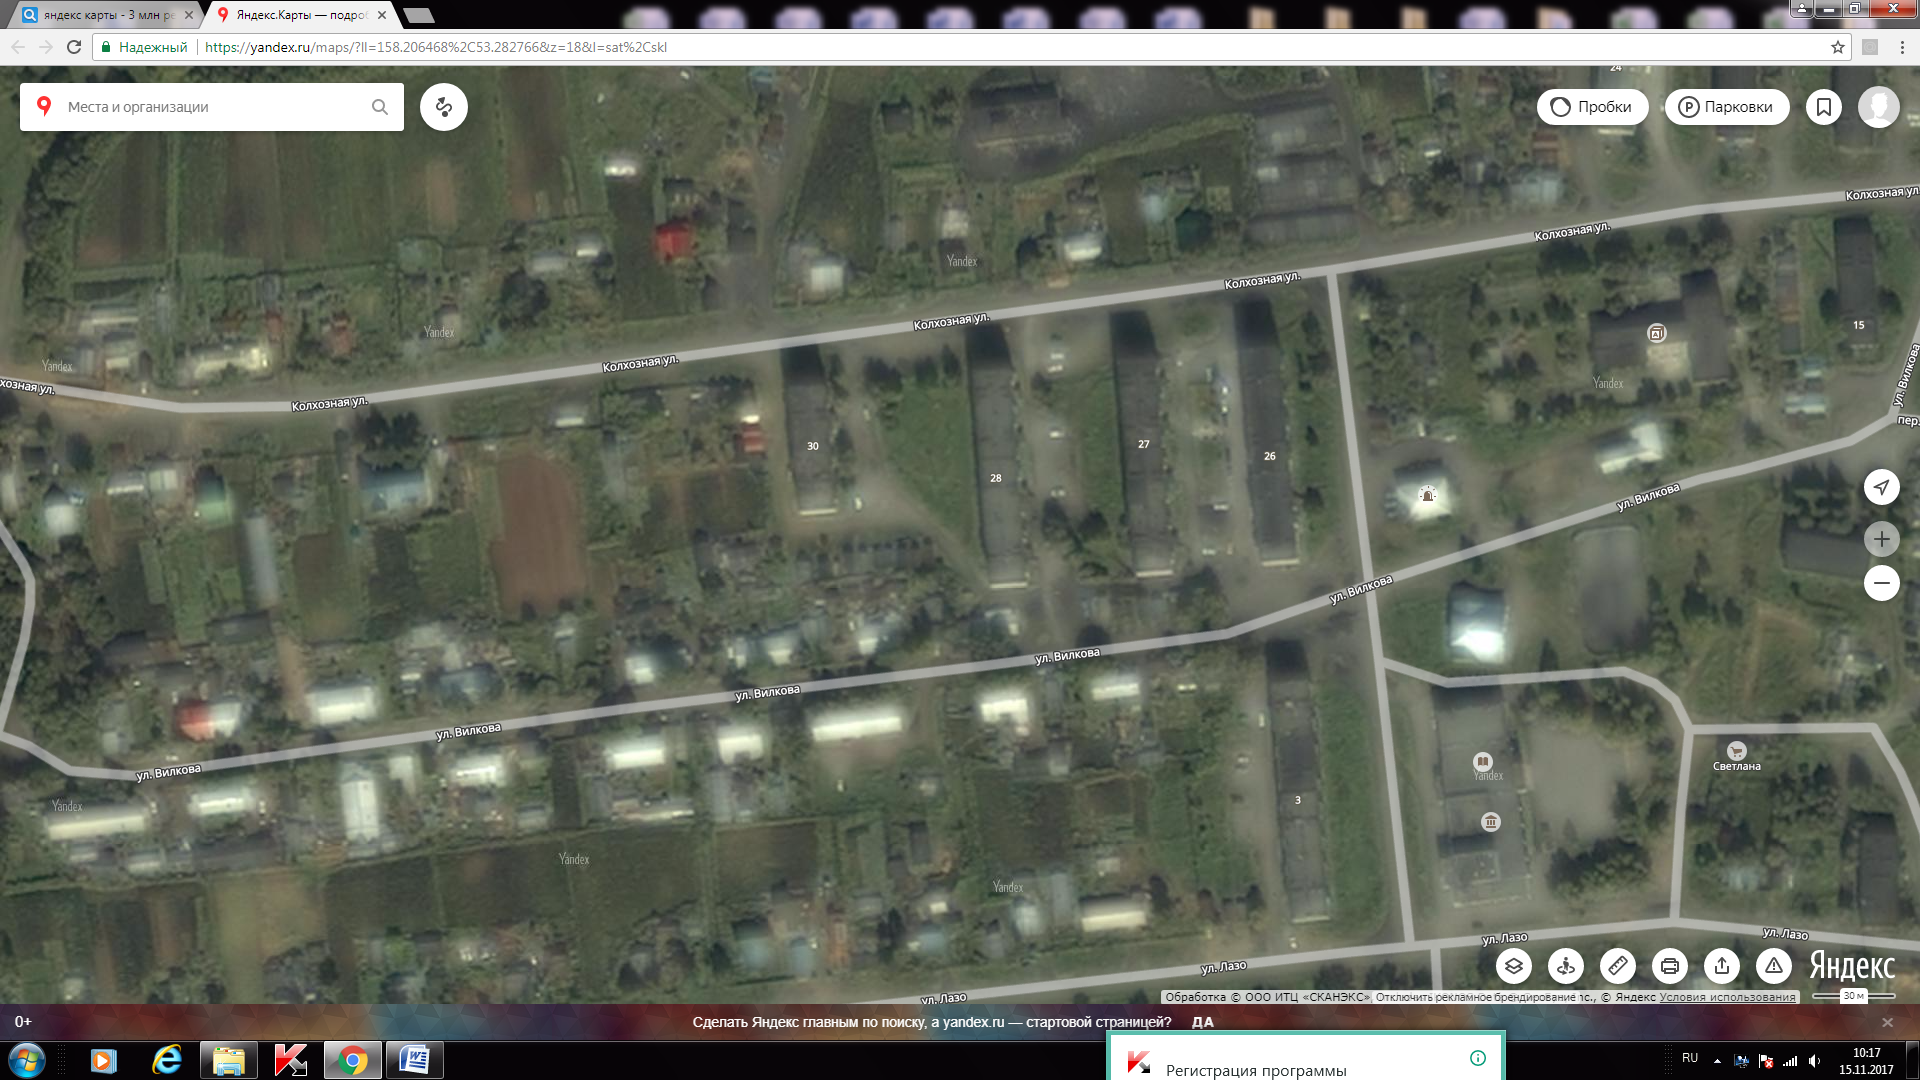 яндекс карты - 3 млн ре
Яндекс.Карты — подроб
Надежный
https://yandex.ru/maps/?ll=158.206468%2C53.282766&z=18&l=sat%2Cskl
24
Места и организации
Пробки
P Парковки
Колхозная ул.
Колхозная ул.
Yandex
Колхозная ул.
Колхозная ул.
15
Yandex
Колхозная ул.
Yandex
Yandex
хозная ул.
Колхозная ул.
ул. Вилкова
пер.
30
28
27
26
ул. Вилкова
ул. Вилкова
ул. Вилкова
ул. Вилкова
ул. Вилкова
ул. Вилкова
Светлана
Yandex
3
Yandex
Yandex
Yandex
ул. Лазо
ул. Лазо
ул. Лазо
ул. Лазо
Яндекс
Обработка © ООО ИТЦ «СКАНЭКС», Отключить рекламное брендирование nc., © Яндекс Условия использования
30 м
0+
Сделать Яндекс главным по поиску, а yandex.ru — стартовой страницей? ДА
Регистрация программы
RU
10:17
15.11.2017